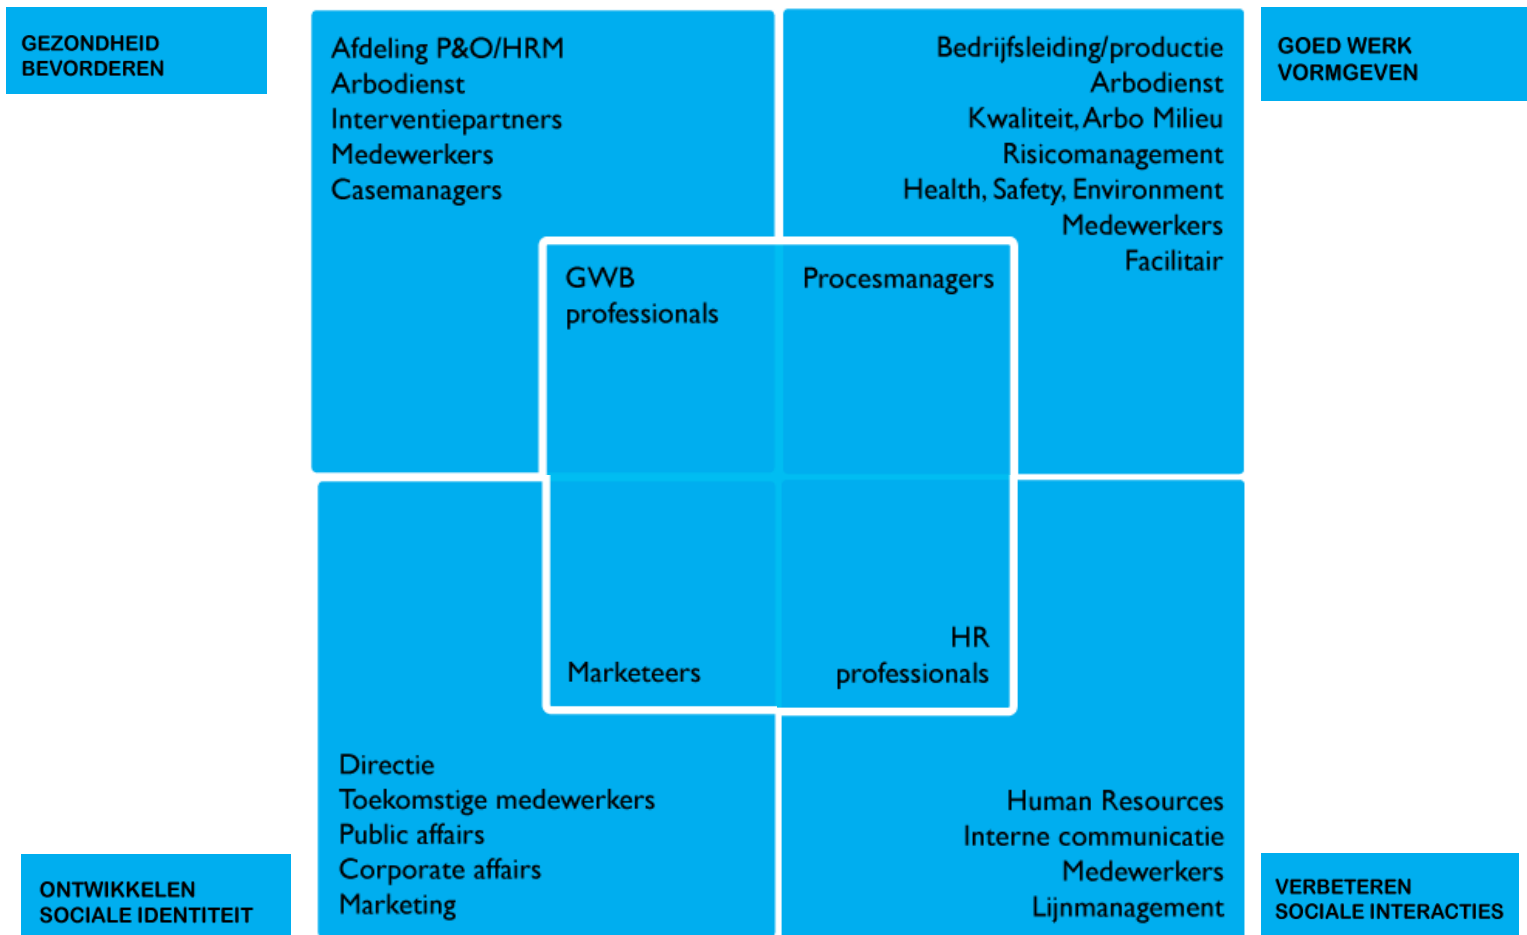 GEZONDHEID
BEVORDEREN
Afdeling P&O/HRM
Arbodienst
Interventiepartners
Medewerkers
Casemanagers
Bedrijfsleiding/productie
Arbodienst
Kwaliteit, Arbo Milieu
Risicomanagement
Health, Safety, Environment
Medewerkers
Facilitair
GOED WERK
VORMGEVEN
GWB
professionals
Procesmanagers
Marketeers
HR
professionals
Directie
Toekomstige medewerkers
Public affairs
Corporate affairs
Marketing
Human Resources
Interne communicatie
Medewerkers
Lijnmanagement
ONTWIKKELEN
SOCIALE IDENTITEIT
VERBETEREN
SOCIALE INTERACTIES